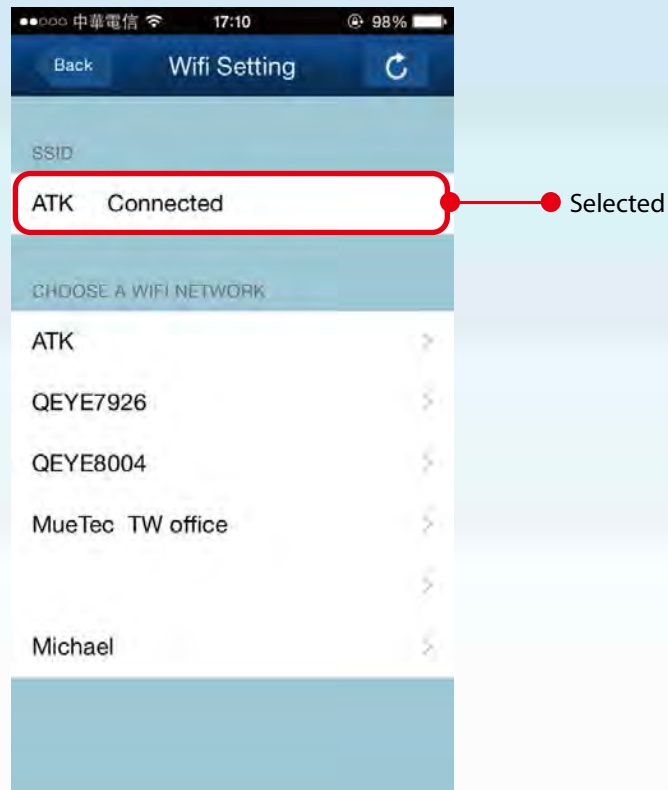 中華電信 17:10 98%
Back Wifi Setting
SSID
ATK Connected
Selected
CHOOSE A WIFI NETWORK
ATK
QEYE7926
QEYE8004
MueTec TW office
Michael